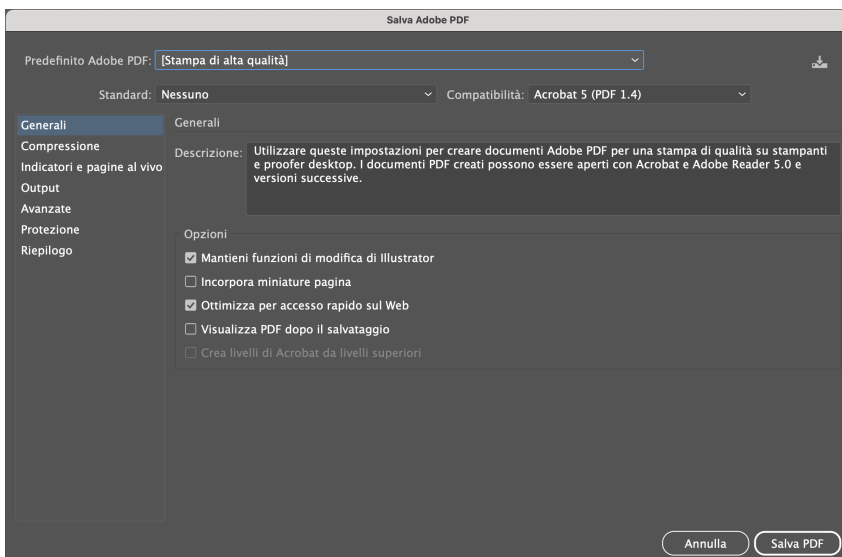 Salva Adobe PDF
Predefinito Adobe PDF: [Stampa di alta qualità]
Standard: Nessuno Compatibilità: Acrobat 5 (PDF 1.4)
Generali
Compressione
Indicatori e pagine al vivo
Output
Avanzate
Protezione
Riepilogo
Generali
Descrizione: Utilizzare queste impostazioni per creare documenti Adobe PDF per una stampa di qualità su stampanti
e proofer desktop. I documenti PDF creati possono essere aperti con Acrobat e Adobe Reader 5.0 e
versioni successive.
Opzioni
Mantieni funzioni di modifica di Illustrator
Incorpora miniature pagina
Ottimizza per accesso rapido sul Web
Visualizza PDF dopo il salvataggio
Crea livelli di Acrobat da livelli superiori
Annulla Salva PDF